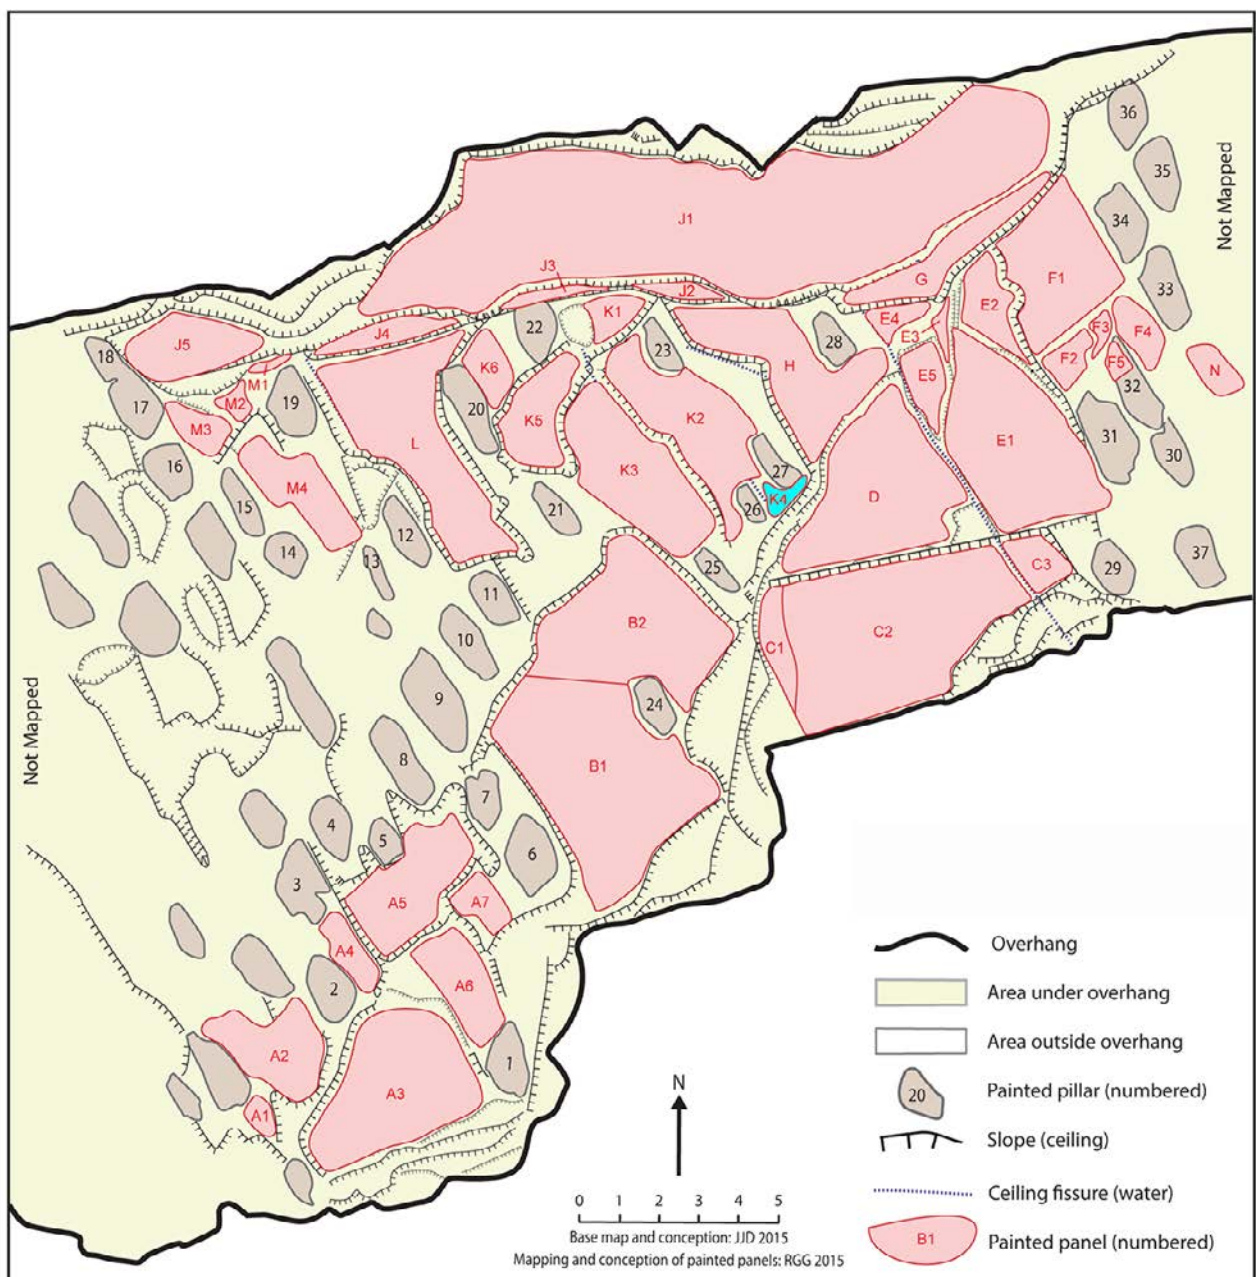 36
35
Not Mapped
34
J1
33
J3
J2
G
F1
E2
K1
E4
E3
F3
F4
J4
22
23
28
J5
18
H
F2
F5
N
K6
E5
M1
M2
19
17
20
32
M3
L
K5
K2
E1
31
30
16
K3
27
M4
D
K4
26
15
21
12
14
13
25
C3
29
37
11
B2
C2
10
C1
9
24
Not Mapped
B1
8
7
4
5
6
3
A5
A7
A4
A6
2
A2
1
A3
A1
Overhang
Area under overhang
Area outside overhang
20 Painted pillar (numbered)
Slope (ceiling)
Ceiling fissure (water)
B1 Painted panel (numbered)
N
0 1 2 3 4 5
Base map and conception: JJD 2015
Mapping and conception of painted panels: RGG 2015